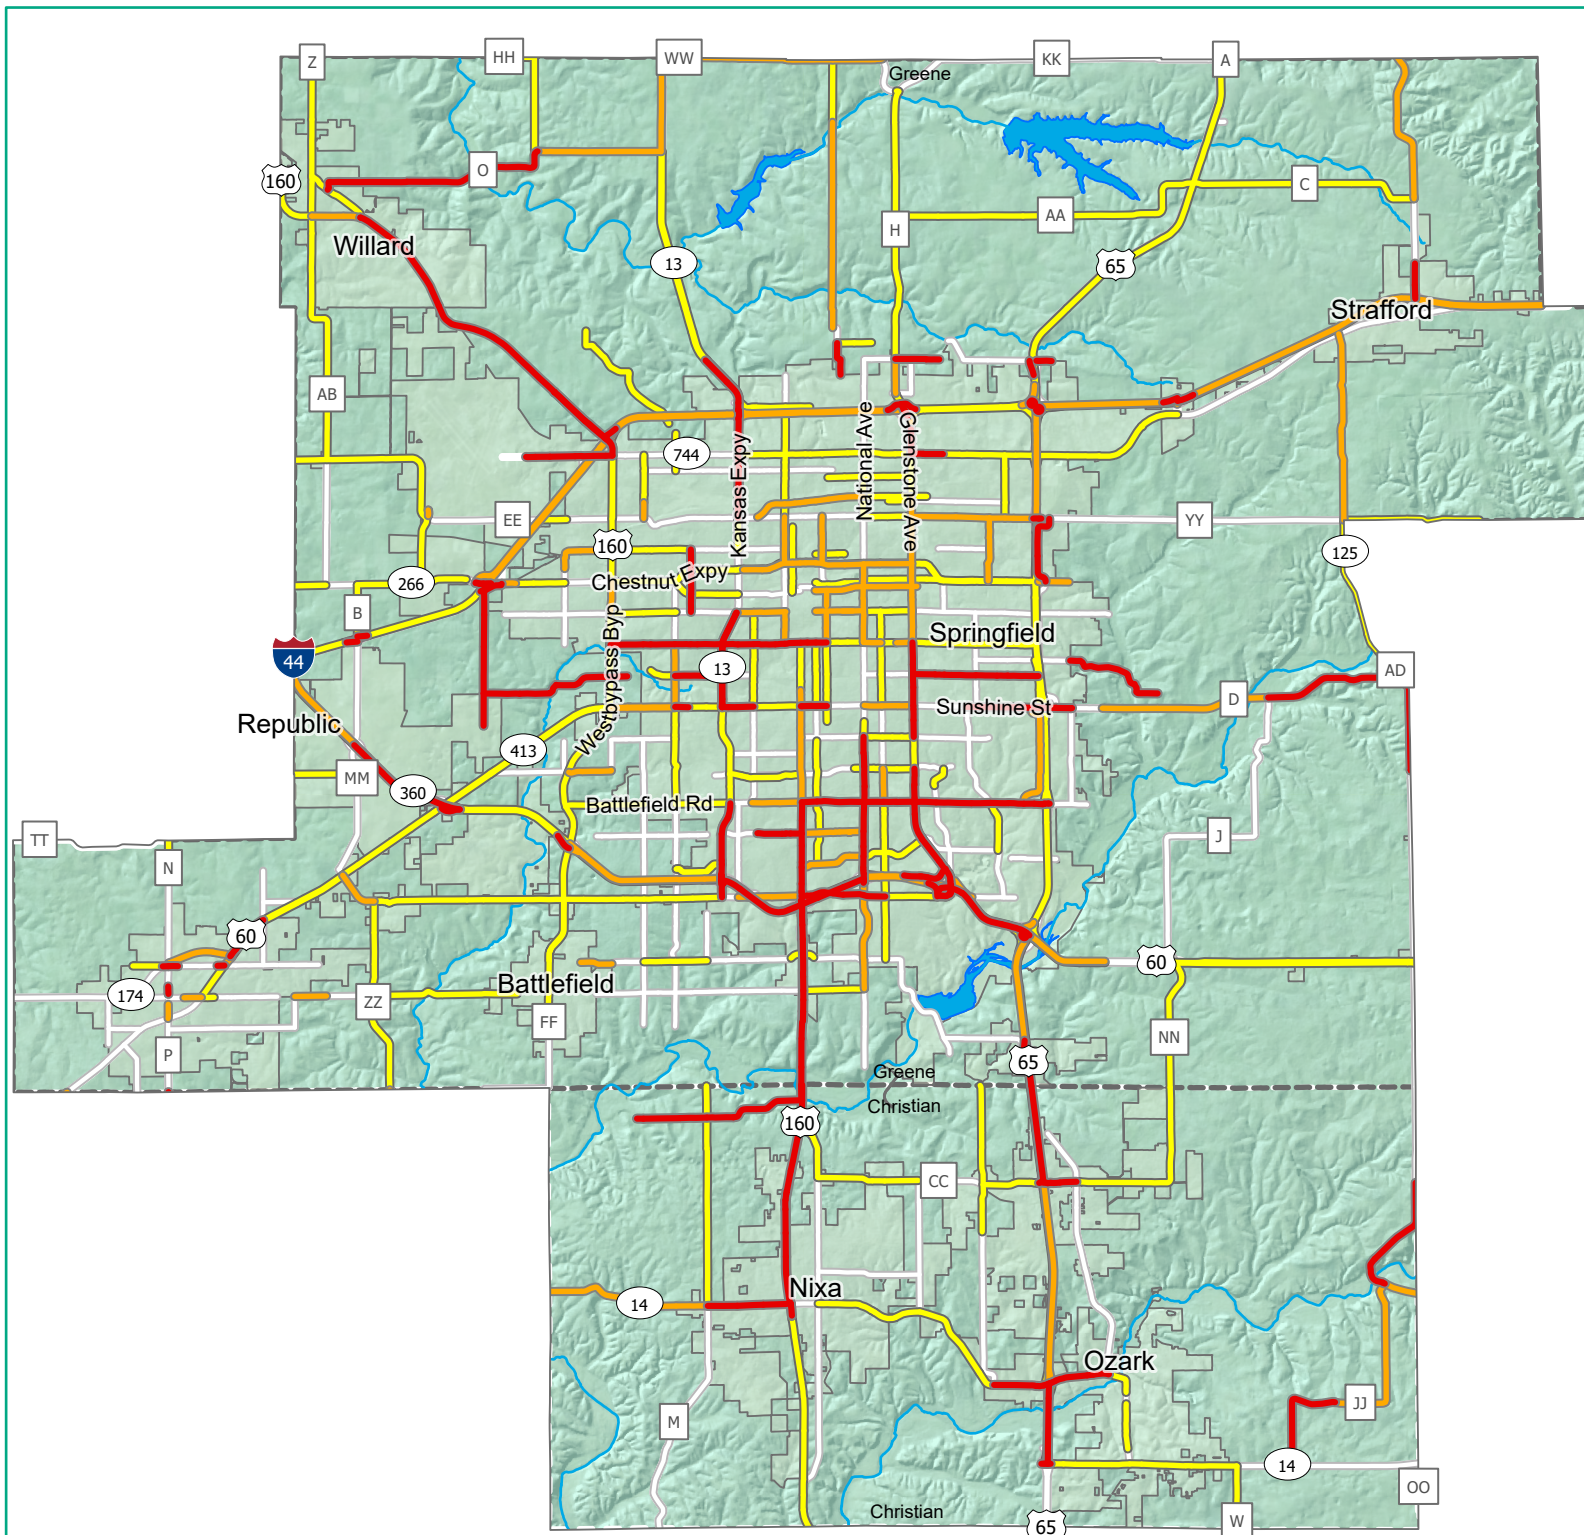 Z
HH
WW
KK
A
Greene
O
160
C
AA
H
Willard
13
65
Strafford
AB
National Ave
Glenstone Ave
Kansas Expy
744
EE
YY
160
125
Chestnut Expy
266
B
Westbypass Byp
Springfield
44
13
AD
D
Republic
Sunshine St
413
MM
360
Battlefield Rd
TT
J
N
60
60
174
Battlefield
ZZ
FF
NN
P
65
Greene
Christian
160
CC
Nixa
14
Ozark
JJ
M
14
OO
Christian
65
W